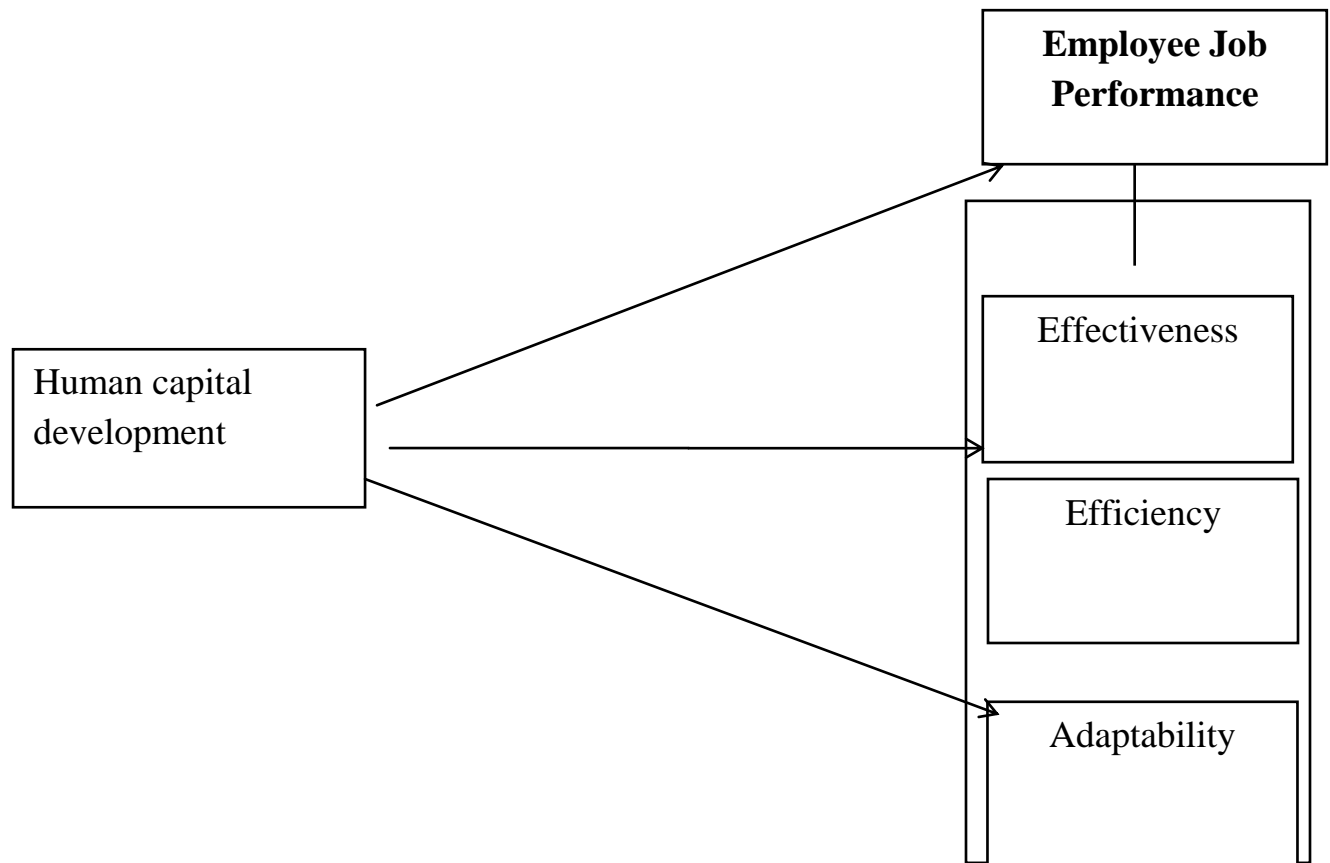 Employee Job
Performance
Effectiveness
Human capital
development
Efficiency
Adaptability